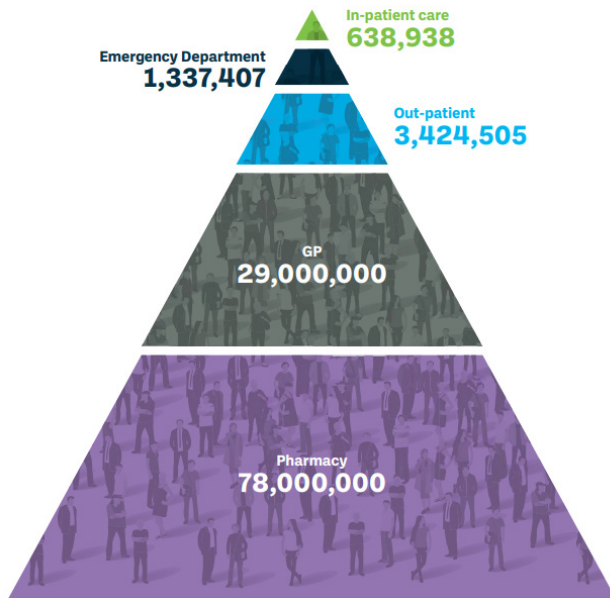 In-patient care
638,938
Emergency Department
1,337,407
Out-patient
3,424,505
GP
29,000,000
Pharmacy
78,000,000